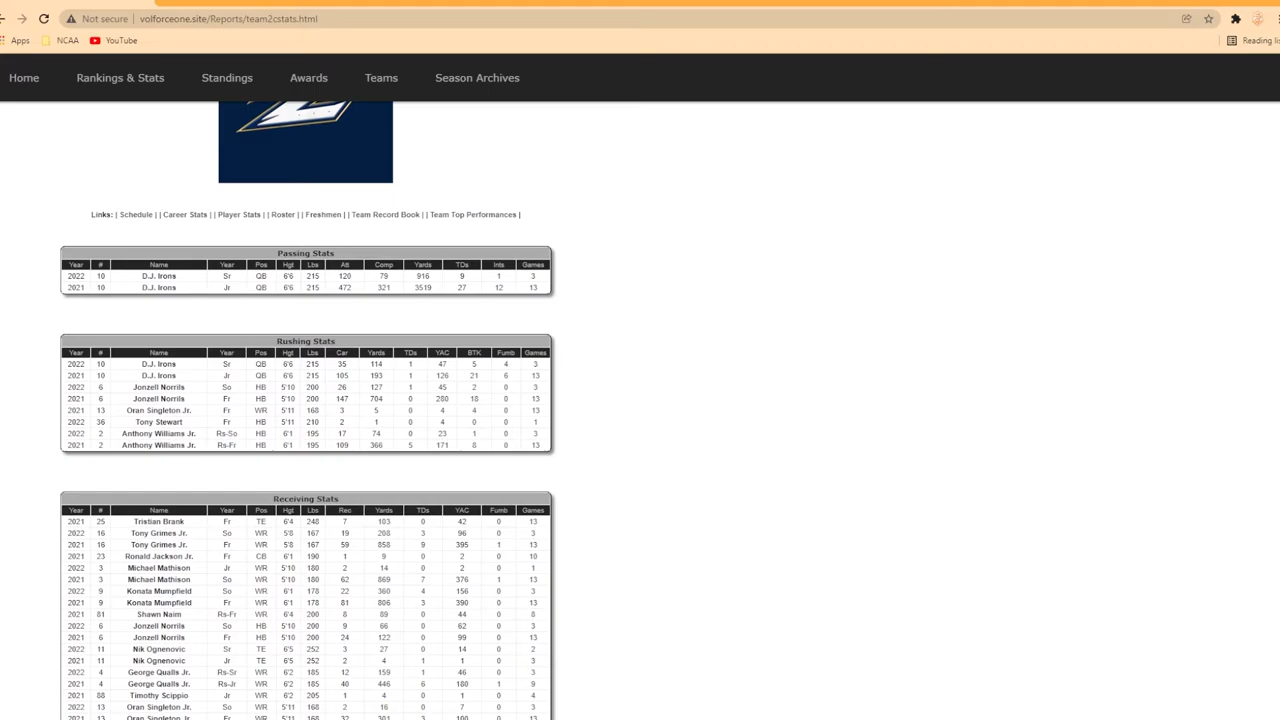 Not secure | volforceone.site/Reports/team2cstats.html
Apps NCAA YouTube Reading lis
Home Rankings & Stats Standings Awards Teams Season Archives
Links: | Schedule | | Career Stats | | Player Stats | | Roster | | Freshmen | | Team Record Book | | Team Top Performances |
Passing Stats
Year # Name Year Pos Hgt Lbs Att Comp Yards TDs Ints Games
2022 10 D.J. Irons Sr QB 6'6 215 120 79 916 9 1 3
2021 10 D.J. Irons Jr QB 6'6 215 472 321 3519 27 12 13
Rushing Stats
Year # Name Year Pos Hgt Lbs Car Yards TDs YAC BTK Fumb Games
2022 10 D.J. Irons Sr QB 6'6 215 35 114 1 47 5 4 3
2021 10 D.J. Irons Jr QB 6'6 215 105 193 1 126 21 6 13
2022 6 Jonzell Norrils So HB 5'10 200 26 127 1 45 2 0 3
2021 6 Jonzell Norrils Fr HB 5'10 200 147 704 0 280 18 0 13
2021 13 Oran Singleton Jr. Fr WR 5'11 168 3 5 0 4 4 0 13
2022 36 Tony Stewart Fr HB 5'11 210 2 1 0 4 0 0 1
2022 2 Anthony Williams Jr. Rs-So HB 6'1 195 17 74 0 23 1 0 3
2021 2 Anthony Williams Jr. Rs-Fr HB 6'1 195 109 366 5 171 8 0 13
Receiving Stats
Year # Name Year Pos Hgt Lbs Rec Yards TDs YAC Fumb Games
2021 25 Tristian Brank Fr TE 6'4 248 7 103 0 42 0 13
2022 16 Tony Grimes Jr. So WR 5'8 167 19 208 3 96 0 3
2021 16 Tony Grimes Jr. Fr WR 5'8 167 59 858 9 395 1 13
2021 23 Ronald Jackson Jr. Fr CB 6'1 190 1 9 0 2 0 10
2022 3 Michael Mathison Jr WR 5'10 180 2 14 0 2 0 1
2021 3 Michael Mathison So WR 5'10 180 62 869 7 376 1 13
2022 9 Konata Mumpfield So WR 6'1 178 22 360 4 156 0 3
2021 9 Konata Mumpfield Fr WR 6'1 178 81 806 3 390 0 13
2021 81 Shawn Naim Rs-Fr WR 6'4 200 8 89 0 44 0 8
2022 6 Jonzell Norrils So HB 5'10 200 9 66 0 62 0 3
2021 6 Jonzell Norrils Fr HB 5'10 200 24 122 0 99 0 13
2022 11 Nik Ognenovic Sr TE 6'5 252 3 27 0 14 0 2
2021 11 Nik Ognenovic Jr TE 6'5 252 2 4 1 1 0 3
2022 4 George Qualls Jr. Rs-Sr WR 6'2 185 12 159 1 46 0 3
2021 4 George Qualls Jr. Rs-Jr WR 6'2 185 40 446 6 180 1 9
2021 88 Timothy Scippio Jr WR 6'2 205 1 4 0 1 0 4
2022 13 Oran Singleton Jr. So WR 5'11 168 2 16 0 7 0 3
2021 13 Oran Singleton Jr. Fr WR 5'11 168 32 301 3 100 0 13